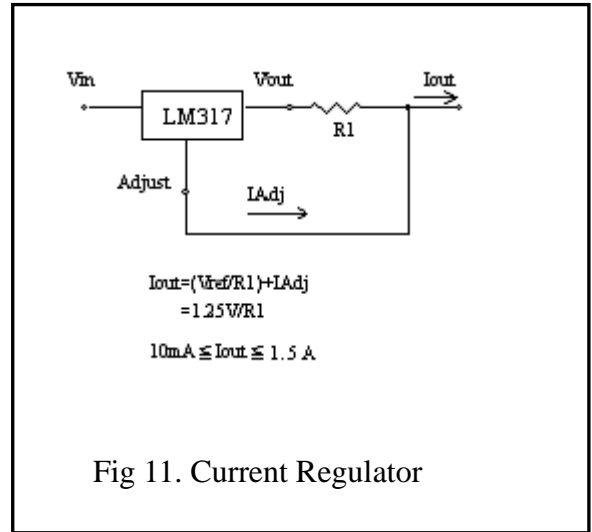 Vin Vout Iout
LM317
R1
Adjust
IAdj
Iout=(Vref/R1)+IAdj
=1.25V/R1
10mA ≦ Iout ≦ 1.5 A
Fig 11. Current Regulator